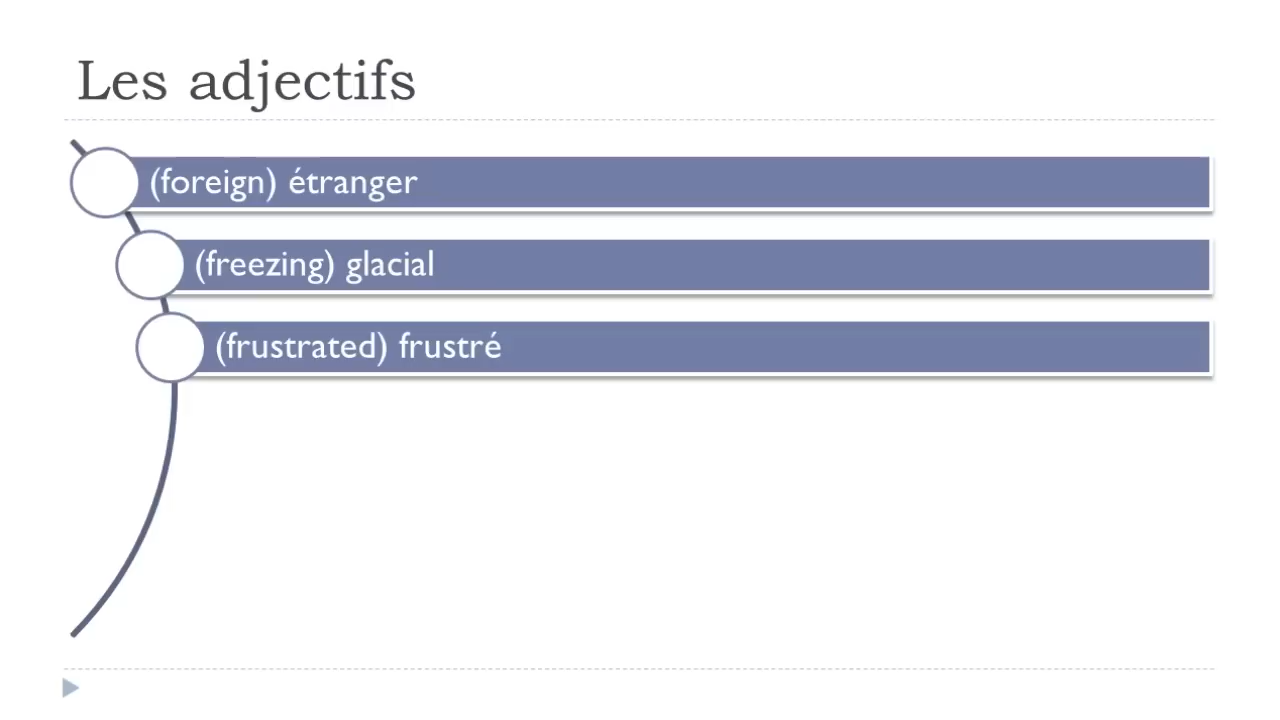 Les adjectifs
(foreign) étranger
(freezing) glacial
(frustrated) frustré